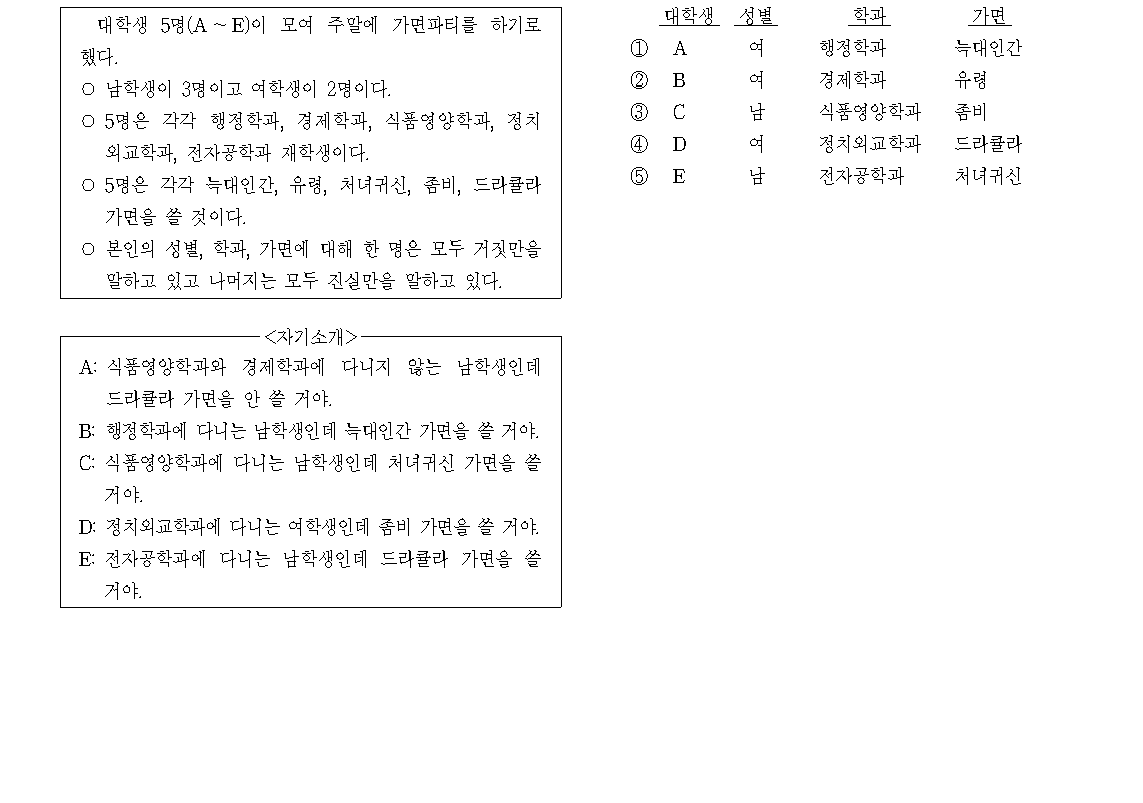 대학생 5명(A ~ E)이 모여 주말에 가면파티를 하기로
했다.
○ 남학생이 3명이고 여학생이 2명이다.
○ 5명은 각각 행정학과, 경제학과, 식품영양학과, 정치
외교학과, 전자공학과 재학생이다.
○ 5명은 각각 늑대인간, 유령, 처녀귀신, 좀비, 드라큘라
가면을 쓸 것이다.
○ 본인의 성별, 학과, 가면에 대해 한 명은 모두 거짓만을
말하고 있고 나머지는 모두 진실만을 말하고 있다.
<자기소개>
A: 식품영양학과와 경제학과에 다니지 않는 남학생인데
드라큘라 가면을 안 쓸 거야.
B: 행정학과에 다니는 남학생인데 늑대인간 가면을 쓸 거야.
C: 식품영양학과에 다니는 남학생인데 처녀귀신 가면을 쓸
거야.
D: 정치외교학과에 다니는 여학생인데 좀비 가면을 쓸 거야.
E: 전자공학과에 다니는 남학생인데 드라큘라 가면을 쓸
거야.
대학생 성별 학과 가면
① A 여 행정학과 늑대인간
② B 여 경제학과 유령
③ C 남 식품영양학과 좀비
④ D 여 정치외교학과 드라큘라
⑤ E 남 전자공학과 처녀귀신